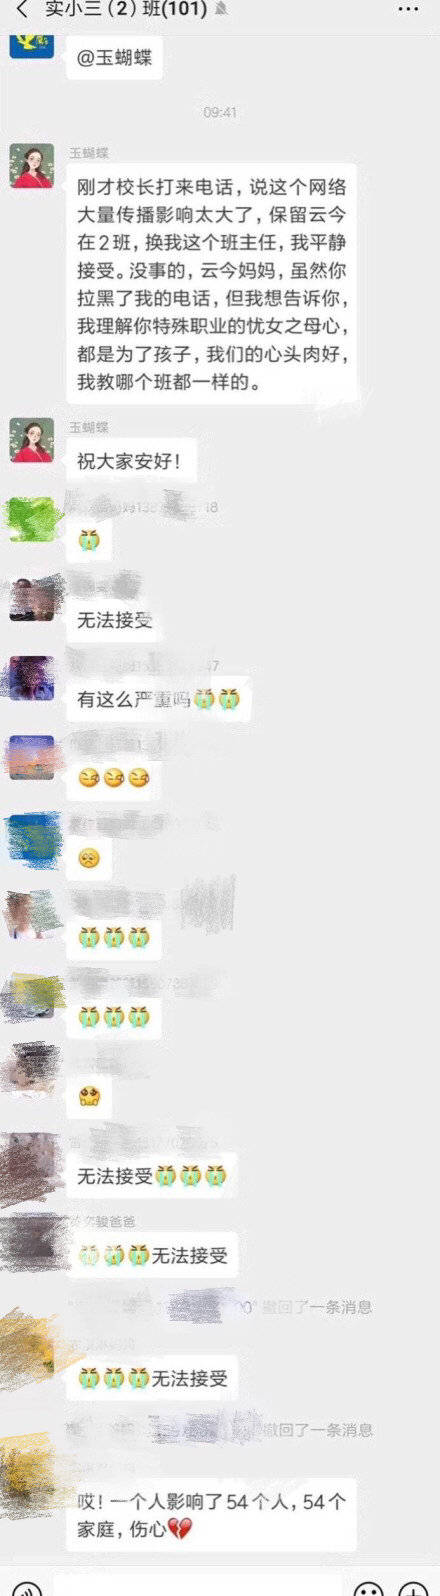 实小三（2）班(101)
@玉蝴蝶
09:41
玉蝴蝶
刚才校长打来电话，说这个网络
大量传播影响太大了，保留云今
在2班，换我这个班主任，我平静
接受。没事的，云今妈妈，虽然你
拉黑了我的电话，但我想告诉你，
我理解你特殊职业的忧女之母心，
都是为了孩子，我们的心头肉好，
我教哪个班都一样的。
玉蝴蝶
祝大家安好！
无法接受
有这么严重吗
无法接受
奕骏爸爸
无法接受
撤回了一条消息
无法接受
撤回了一条消息
哎！一个人影响了54个人，54个
家庭，伤心